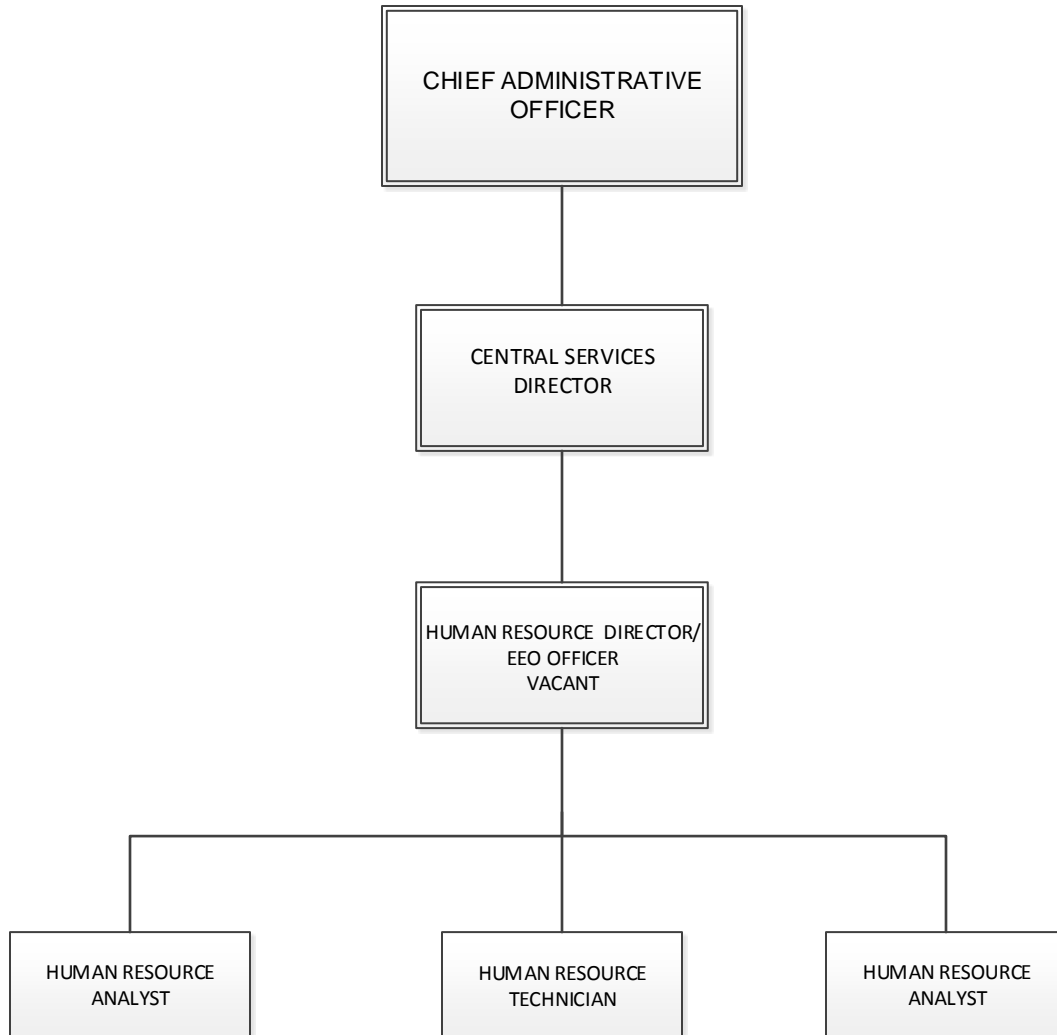 CHIEF ADMINISTRATIVE
OFFICER
CENTRAL SERVICES
DIRECTOR
HUMAN RESOURCE DIRECTOR/
EEO OFFICER
VACANT
HUMAN RESOURCE
ANALYST
HUMAN RESOURCE
TECHNICIAN
HUMAN RESOURCE
ANALYST